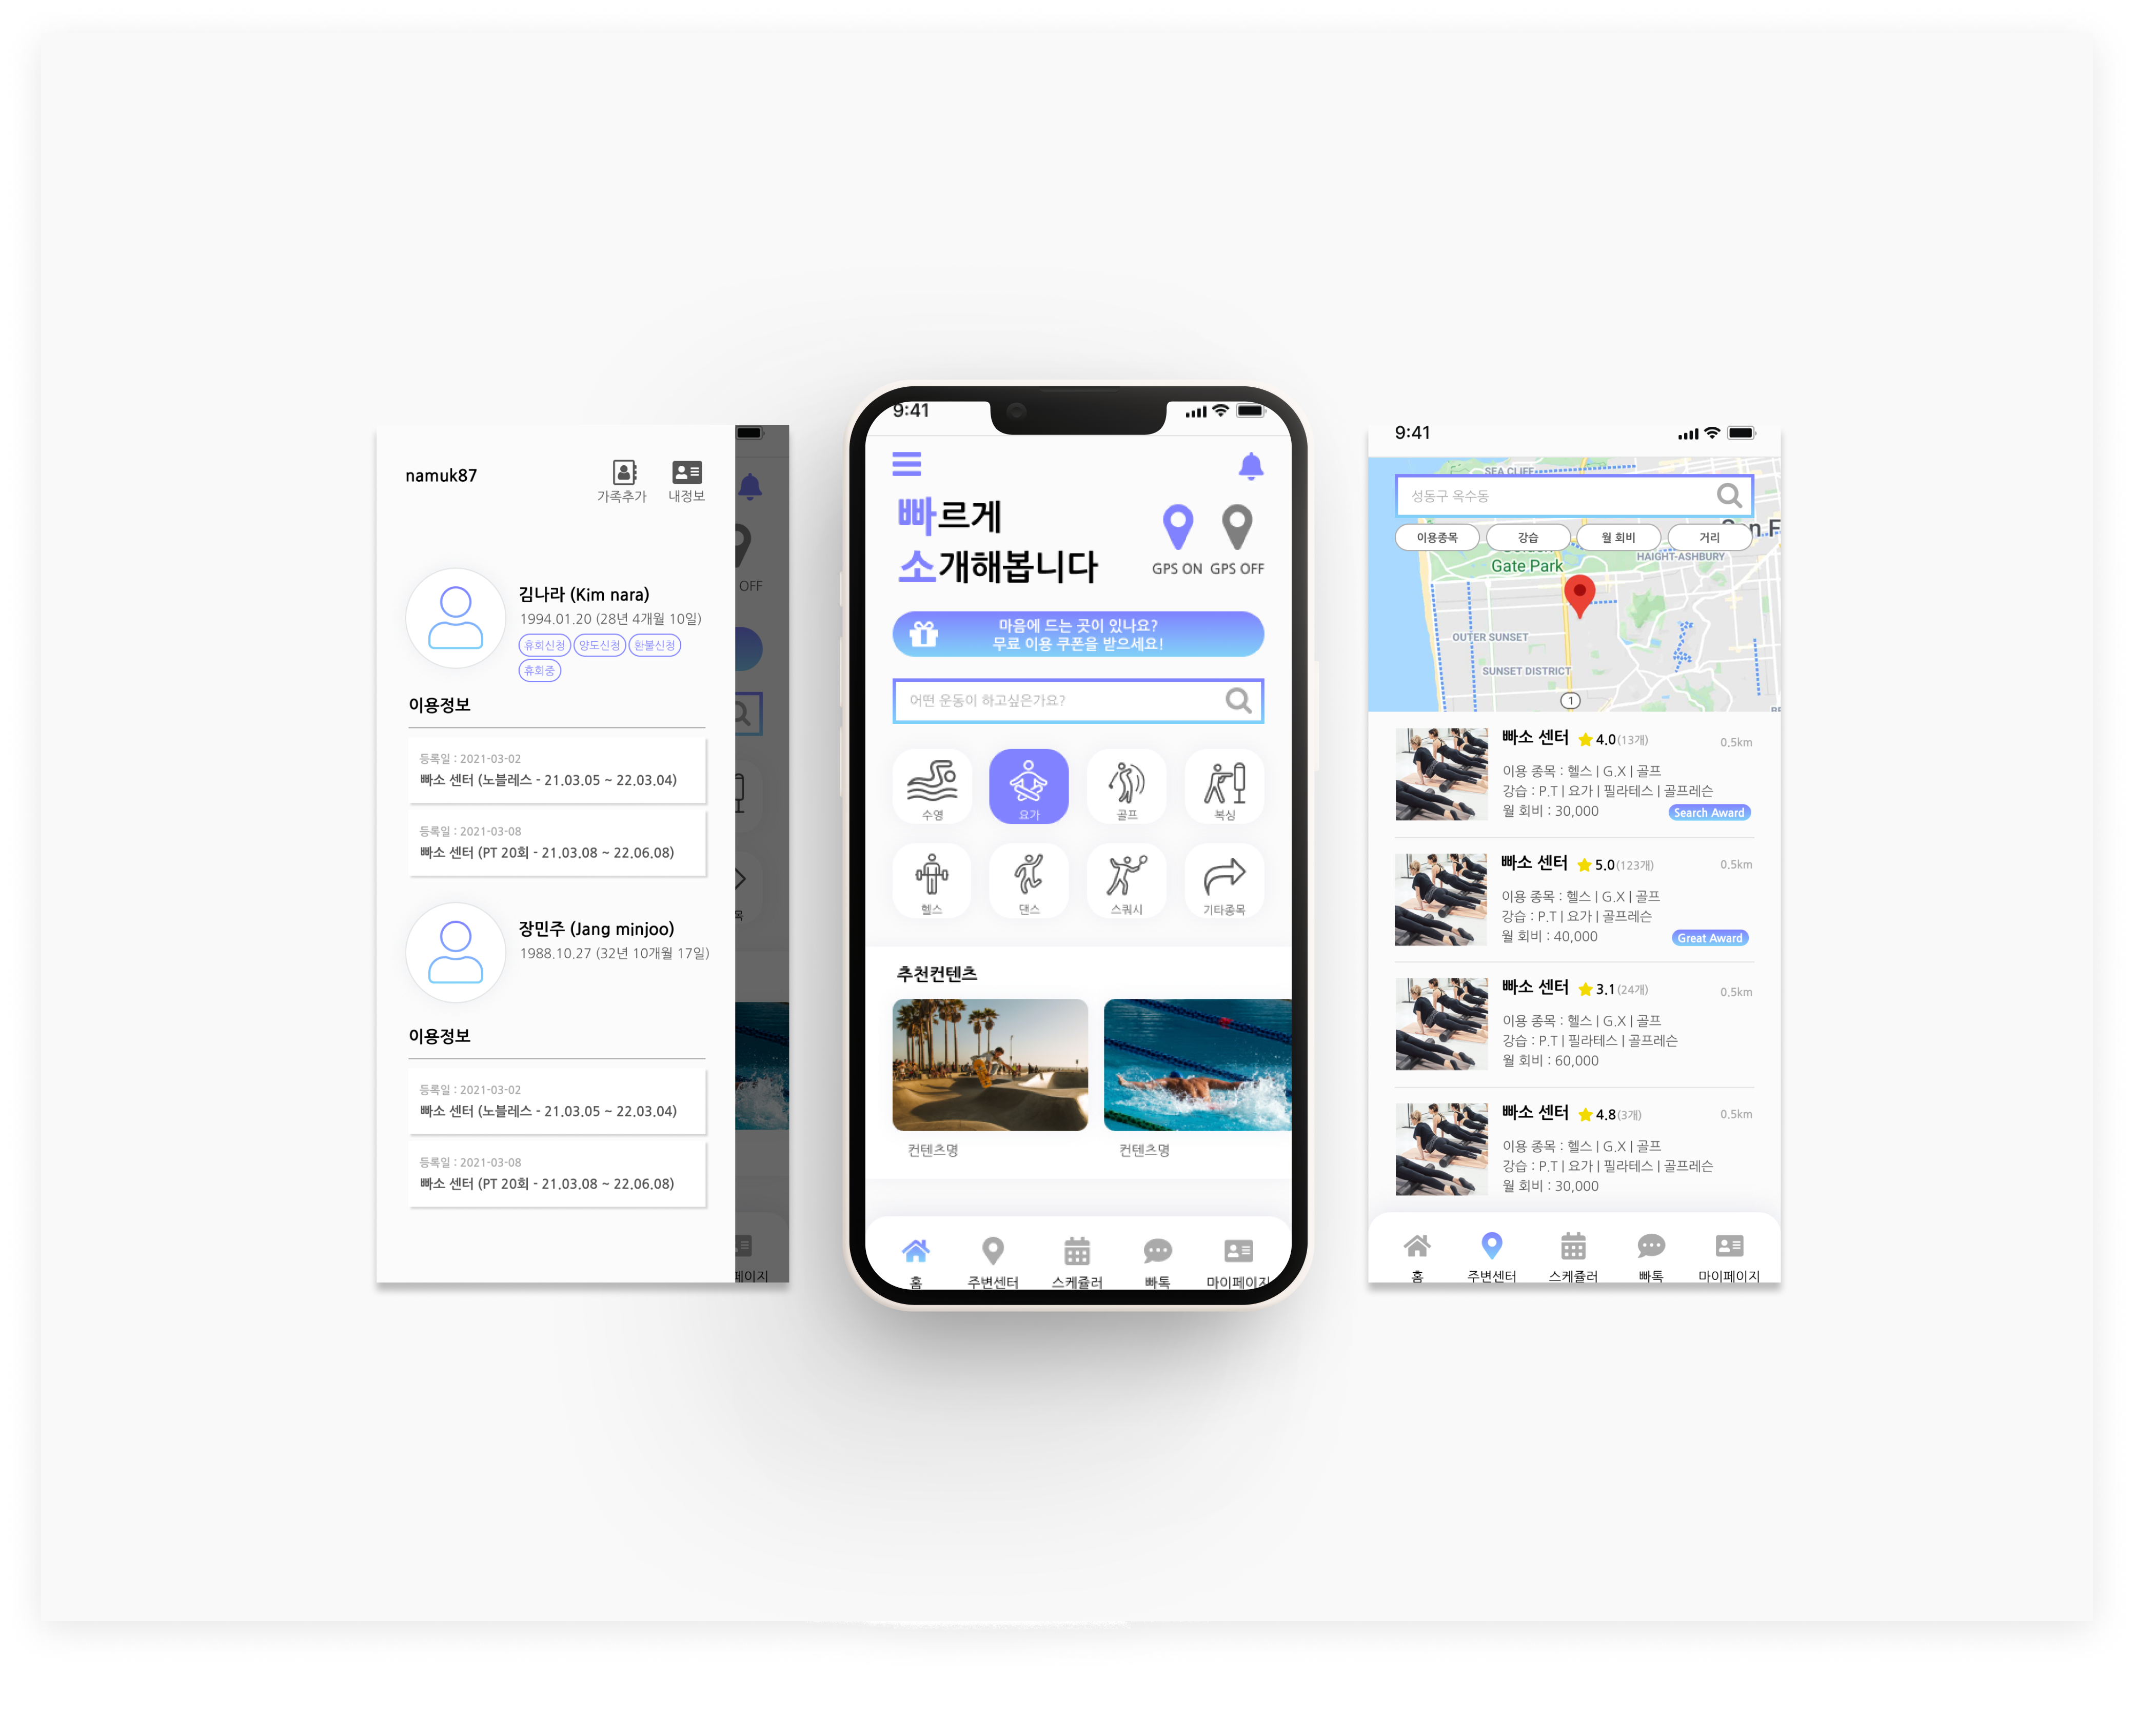 namuk87
가족추가 내정보
김나라 (Kim nara)
1994.01.20 (28년 4개월 10일)
휴회신청 양도신청 환불신청
휴회중
이용정보
등록일 : 2021-03-02
빠소 센터 (노블레스 - 21.03.05 ~ 22.03.04)
등록일 : 2021-03-08
빠소 센터 (PT 20회 - 21.03.08 ~ 22.06.08)
장민주 (Jang minjoo)
1988.10.27 (32년 10개월 17일)
이용정보
등록일 : 2021-03-02
빠소 센터 (노블레스 - 21.03.05 ~ 22.03.04)
등록일 : 2021-03-08
빠소 센터 (PT 20회 - 21.03.08 ~ 22.06.08)
OFF
목
페이지
9:41
빠르게
소개해봅니다
GPS ON GPS OFF
마음에 드는 곳이 있나요?
무료 이용 쿠폰을 받으세요!
어떤 운동이 하고싶은가요?
수영 요가 골프 복싱
헬스 댄스 스쿼시 기타종목
추천컨텐츠
컨텐츠명 컨텐츠명
홈 주변센터 스케쥴러 빠톡 마이페이지
9:41
SEA CLIFF
성동구 옥수동
이용종목 강습 월 회비 거리
Gate Park
HAIGHT-ASHBURY
OUTER SUNSET
SUNSET DISTRICT
1
빠소 센터 4.0 (13개) 0.5km
이용 종목 : 헬스 | G.X | 골프
강습 : P.T | 요가 | 필라테스 | 골프레슨
월 회비 : 30,000 Search Award
빠소 센터 5.0 (123개) 0.5km
이용 종목 : 헬스 | G.X | 골프
강습 : P.T | 요가 | 골프레슨
월 회비 : 40,000 Great Award
빠소 센터 3.1 (24개) 0.5km
이용 종목 : 헬스 | G.X | 골프
강습 : P.T | 필라테스 | 골프레슨
월 회비 : 60,000
빠소 센터 4.8 (3개) 0.5km
이용 종목 : 헬스 | G.X | 골프
강습 : P.T | 요가 | 필라테스 | 골프레슨
월 회비 : 30,000
홈 주변센터 스케쥴러 빠톡 마이페이지